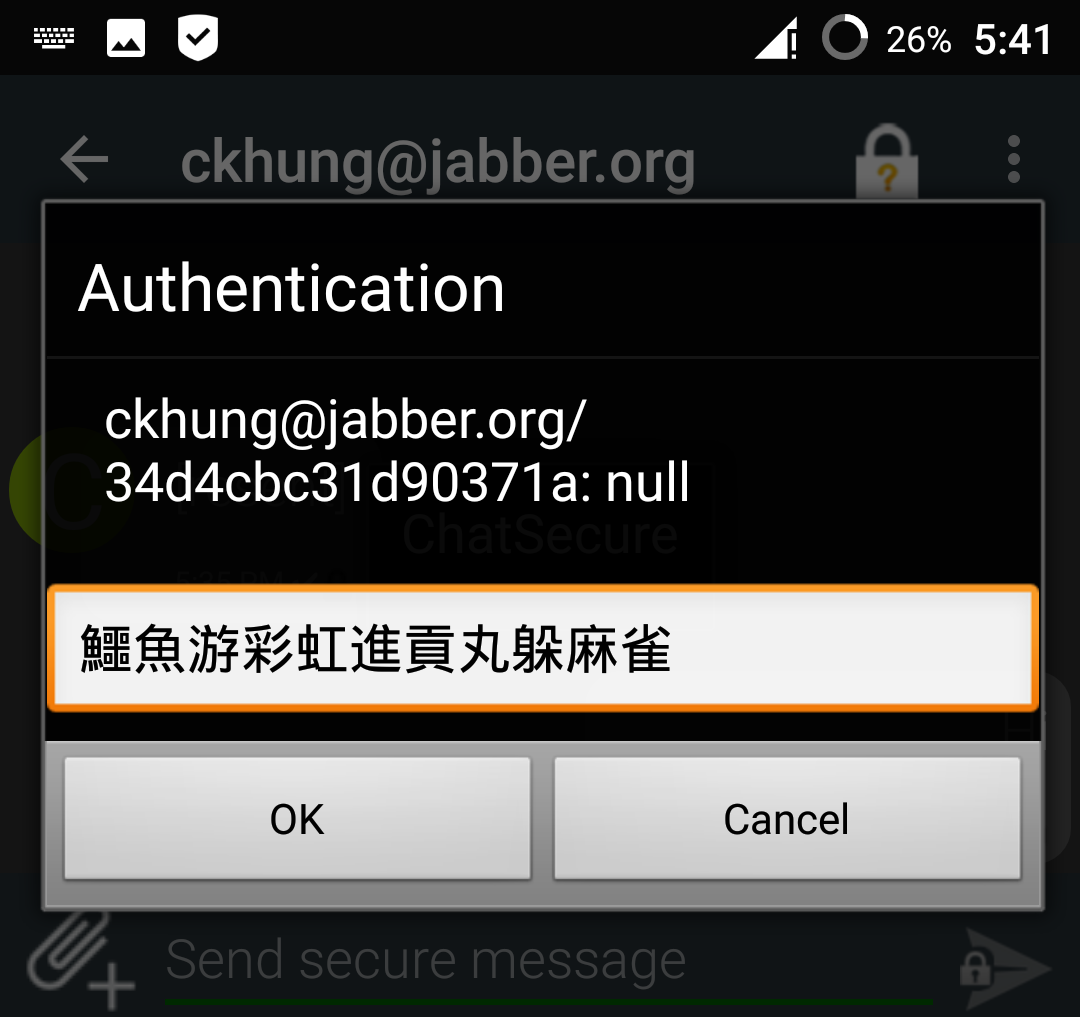 26% 5:41
ckhung@jabber.org
?
Authentication
ckhung@jabber.org/
34d4cbc31d90371a: null
C
ChatSecure
鱷魚游彩虹進貢丸躲麻雀
OK Cancel
Send secure message